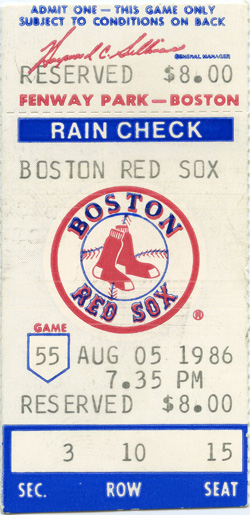 ADMIT ONE — THIS GAME ONLY
SUBJECT TO CONDITIONS ON BACK
GENERAL MANAGER
RESERVED $8.00
FENWAY PARK — BOSTON
RAIN CHECK
BOSTON RED SOX
BOSTON
RED SOX
®
GAME
55 AUG 05 1986
7.35 PM
RESERVED $8.00
3 10 15
SEC. ROW SEAT